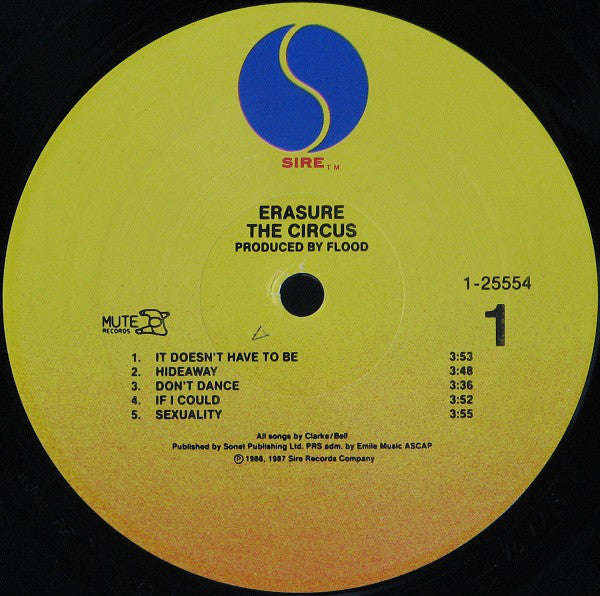 SIRE TM
ERASURE
THE CIRCUS
PRODUCED BY FLOOD
1-25554
1
MUTE
RECORDS
1. IT DOESN'T HAVE TO BE 3:53
2. HIDEAWAY 3:48
3. DON'T DANCE 3:36
4. IF I COULD 3:52
5. SEXUALITY 3:55
All songs by Clarke/Bell
Published by Sonet Publishing Ltd. PRS adm. by Emile Music ASCAP
℗ 1986, 1987 Sire Records Company